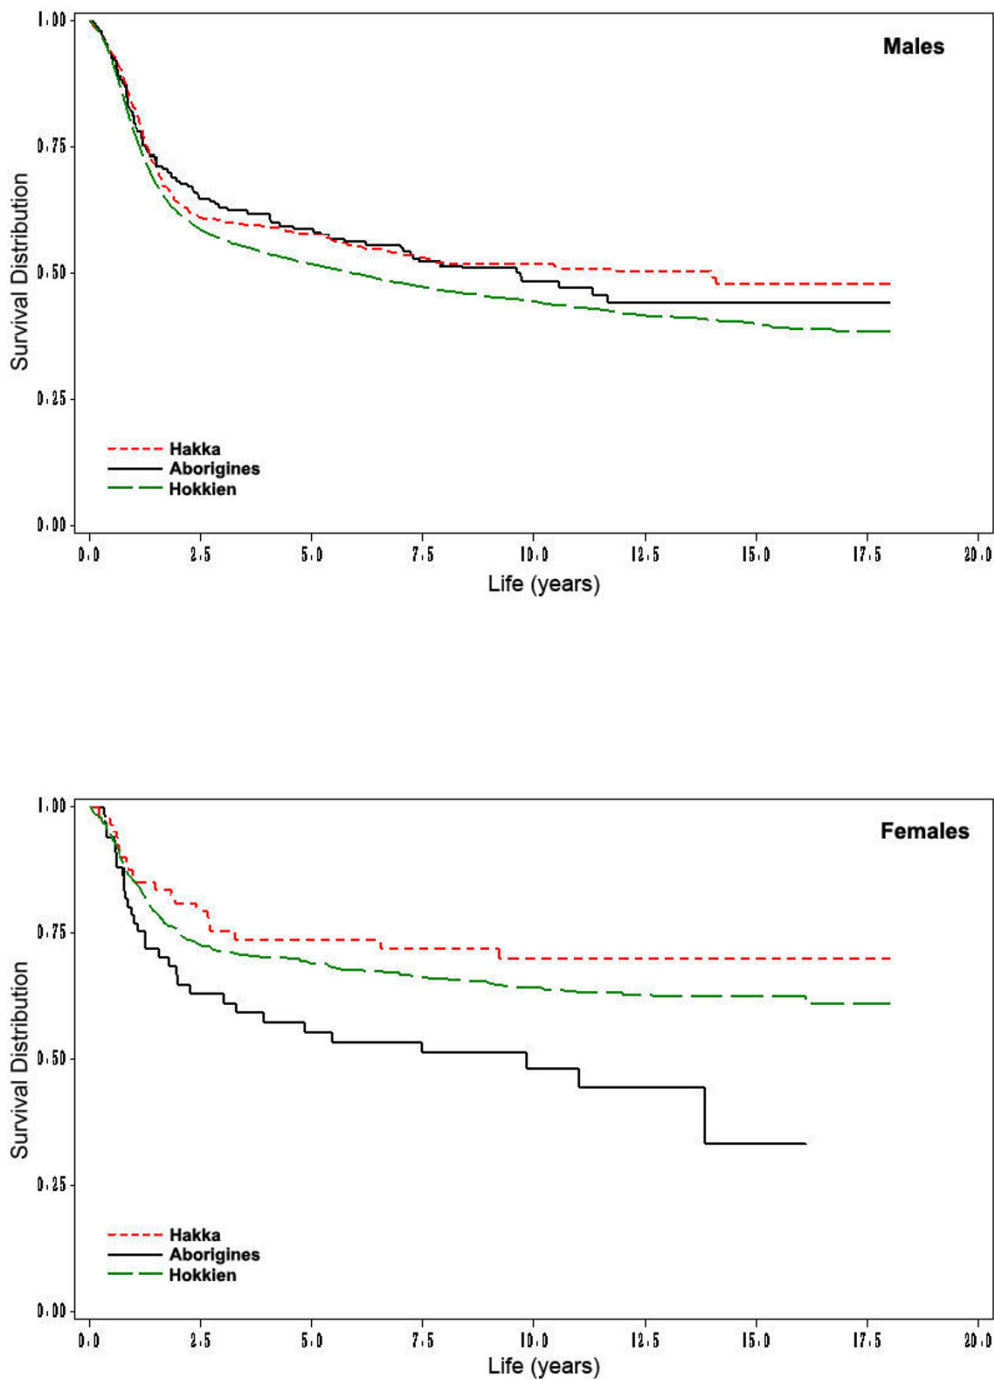 1.00
Males
0.75
0.50
0.25
0.00
Survival Distribution
Hakka
Aborigines
Hokkien
0.0 2.5 5.0 7.5 10.0 12.5 15.0 17.5 20.0
Life (years)
1.00
Females
0.75
0.50
0.25
0.00
Survival Distribution
Hakka
Aborigines
Hokkien
0.0 2.5 5.0 7.5 10.0 12.5 15.0 17.5 20.0
Life (years)